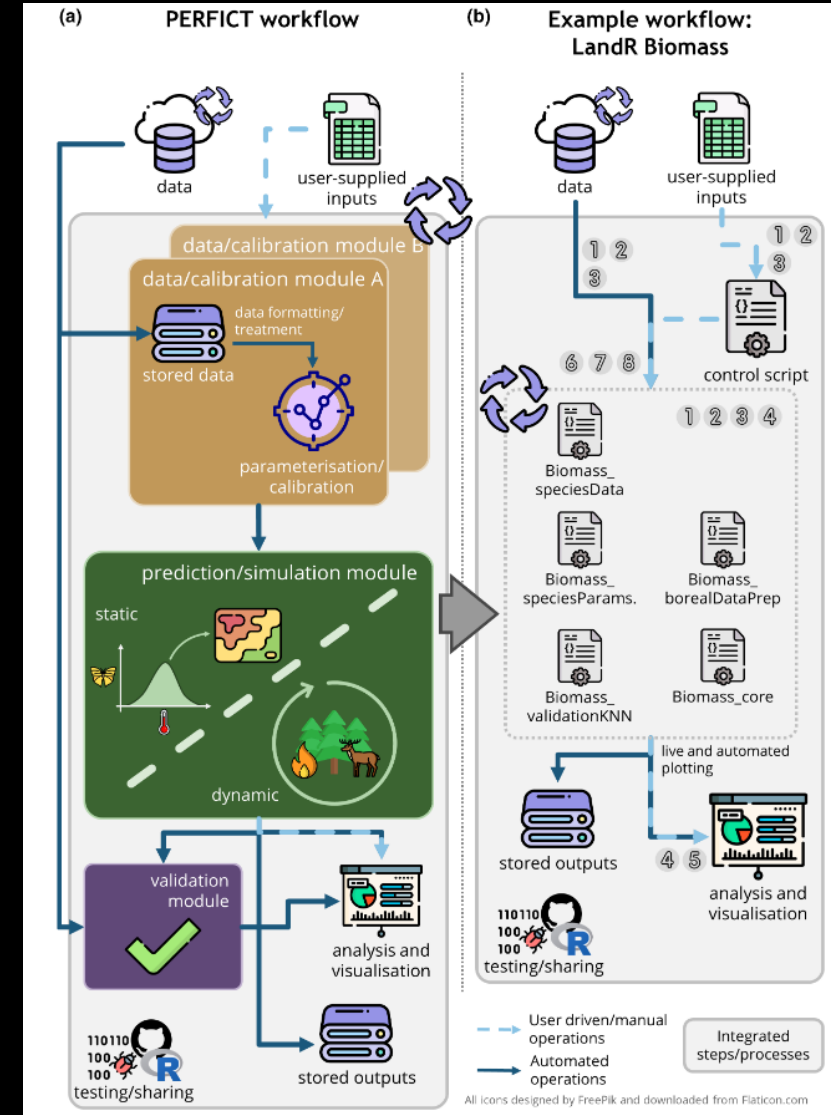 (a)
PERFICT workflow
data
user-supplied
inputs
data/calibration module B
data/calibration module A
data formatting/
treatment
stored data
parameterisation/
calibration
prediction/simulation module
static
dynamic
validation
module
analysis and
visualisation
110110
100
100
R
testing/sharing
stored outputs
(b)
Example workflow:
LandR Biomass
data
user-supplied
inputs
1 2
3
1 2
3
{}
control script
6 7 8
1 2 3 4
{}
Biomass_
speciesData
{}
Biomass_
speciesParams.
{}
Biomass_
borealDataPrep
{}
Biomass_
validationKNN
{}
Biomass_core
live and automated
plotting
stored outputs
4 5
analysis and
visualisation
110110
100
100
R
testing/sharing
User driven/manual
operations
Automated
operations
Integrated
steps/processes
All icons designed by FreePik and downloaded from Flaticon.com